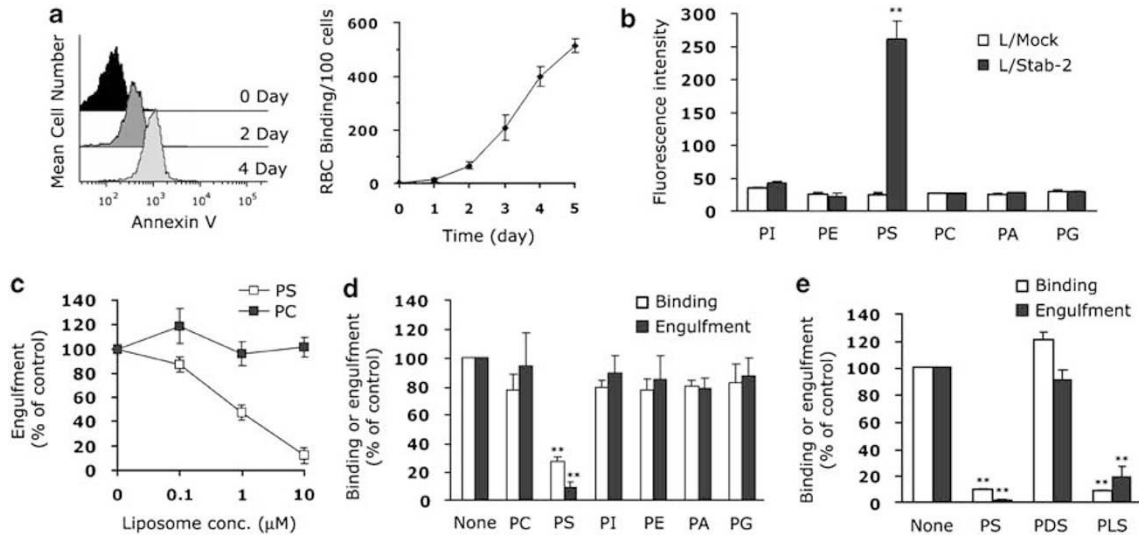 a
Mean Cell Number
0 Day
2 Day
4 Day
10² 10³ 10⁴ 10⁵
Annexin V
RBC Binding/100 cells
600
400
200
0
0 1 2 3 4 5
Time (day)
b
Fluorescence intensity
300
250
200
150
100
50
0
**
L/Mock
L/Stab-2
PI PE PS PC PA PG
c
Engulfment
(% of control)
140
120
100
80
60
40
20
0
PS
PC
0 0.1 1 10
Liposome conc. (μM)
d
Binding or engulfment
(% of control)
140
120
100
80
60
40
20
0
Binding
Engulfment
**
**
None PC PS PI PE PA PG
e
Binding or engulfment
(% of control)
140
120
100
80
60
40
20
0
Binding
Engulfment
** **
** **
None PS PDS PLS